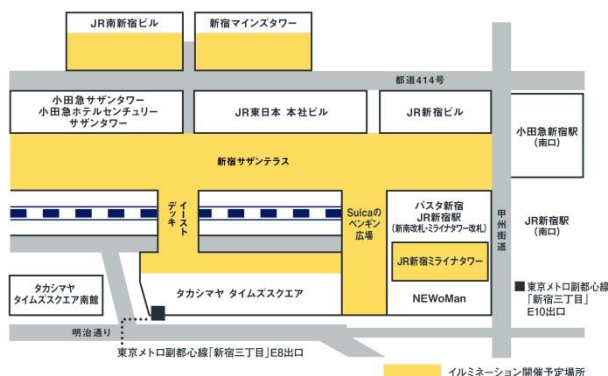 JR南新宿ビル
新宿マインズタワー
都道414号
小田急サザンタワー
小田急ホテルセンチュリー
サザンタワー
JR東日本 本社ビル
JR新宿ビル
小田急新宿駅
(南口)
新宿サザンテラス
イースト
デッキ
Suicaの
ペンギン
広場
バスタ新宿
JR新宿駅
(新南改札・ミライナタワー改札)
甲州街道
JR新宿駅
(南口)
JR新宿ミライナタワー
タカシマヤ
タイムズスクエア南館
タカシマヤ タイムズスクエア
NEWoMan
東京メトロ副都心線
「新宿三丁目」
E10出口
明治通り
東京メトロ副都心線「新宿三丁目」E8出口
イルミネーション開催予定場所